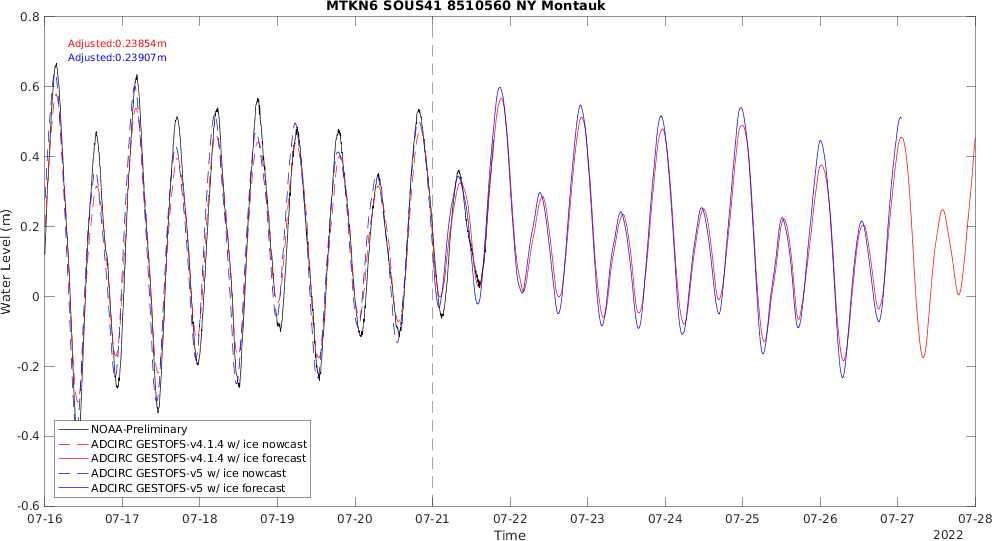 MTKN6 SOUS41 8510560 NY Montauk
Adjusted:0.23854m
Adjusted:0.23907m
Water Level (m)
0.8
0.6
0.4
0.2
0
-0.2
-0.4
-0.6
NOAA-Preliminary
ADCIRC GESTOFS-v4.1.4 w/ ice nowcast
ADCIRC GESTOFS-v4.1.4 w/ ice forecast
ADCIRC GESTOFS-v5 w/ ice nowcast
ADCIRC GESTOFS-v5 w/ ice forecast
07-16 07-17 07-18 07-19 07-20 07-21 07-22 07-23 07-24 07-25 07-26 07-27 07-28
Time
2022